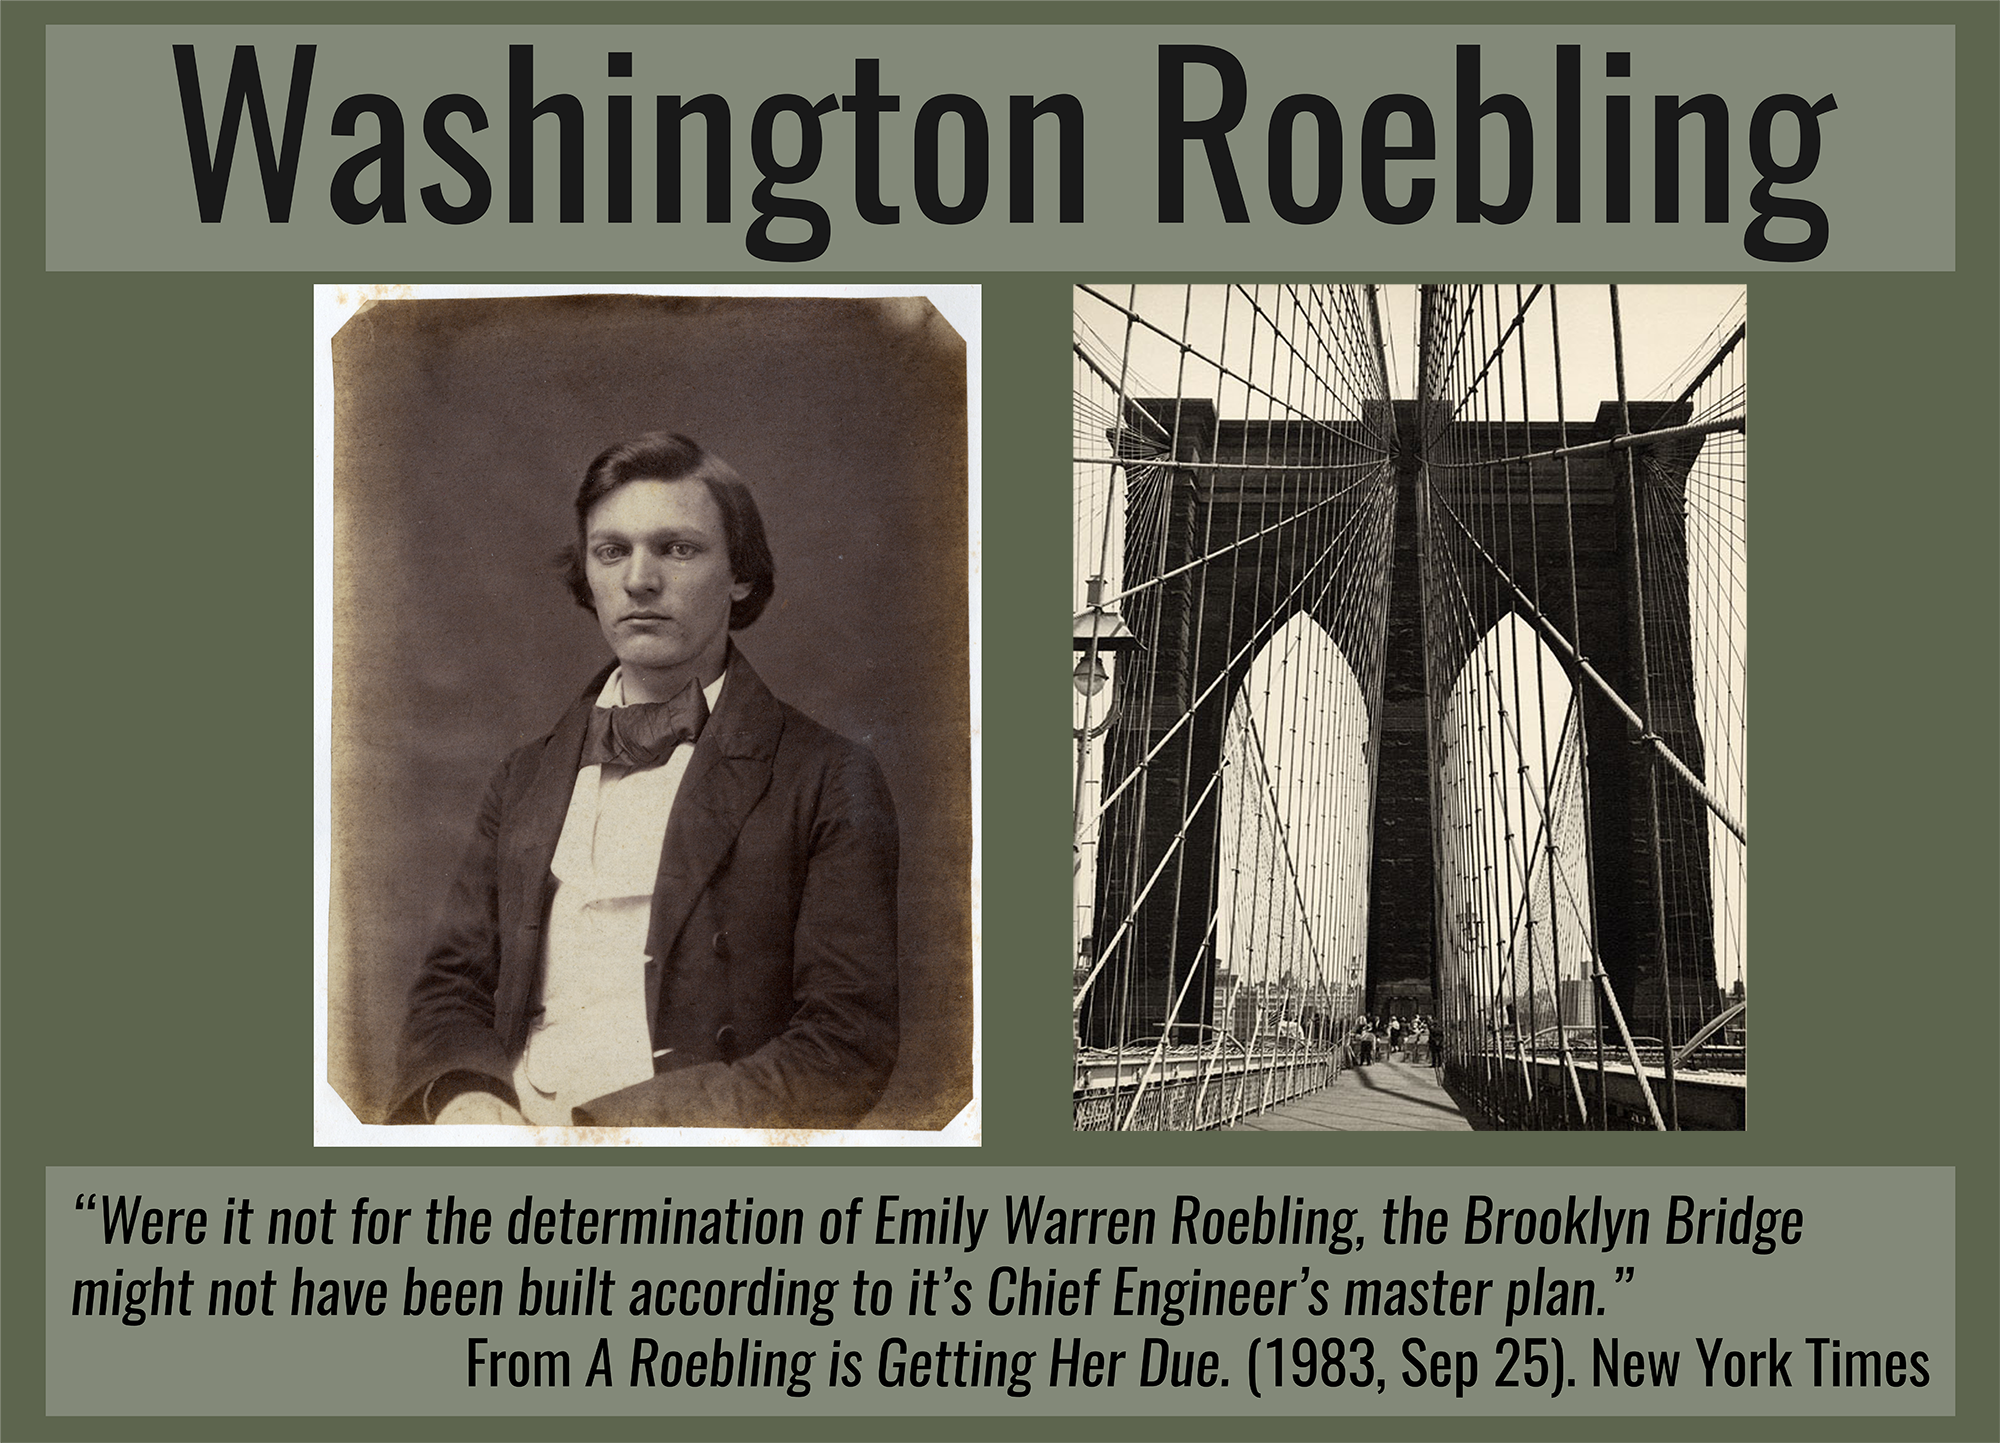 Washington Roebling
“Were it not for the determination of Emily Warren Roebling, the Brooklyn Bridge
might not have been built according to it’s Chief Engineer’s master plan.”
From A Roebling is Getting Her Due. (1983, Sep 25). New York Times